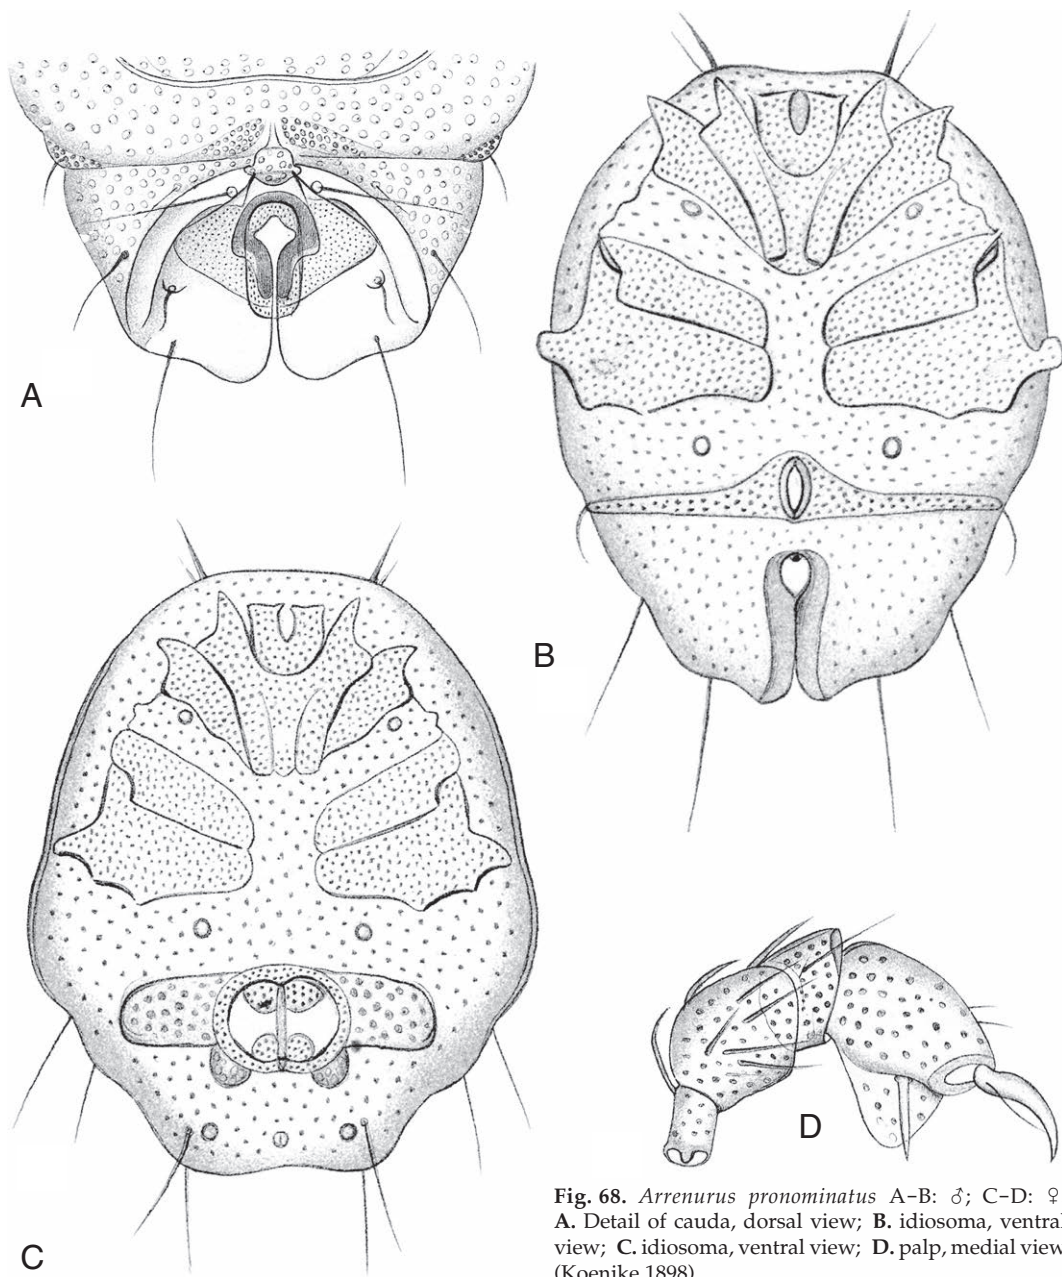 A
B
C
D
Fig. 68. Arrenurus pronominatus A–B: ♂; C–D: ♀
A. Detail of cauda, dorsal view; B. idiosoma, ventral
view; C. idiosoma, ventral view; D. palp, medial view
(Koenike 1898)